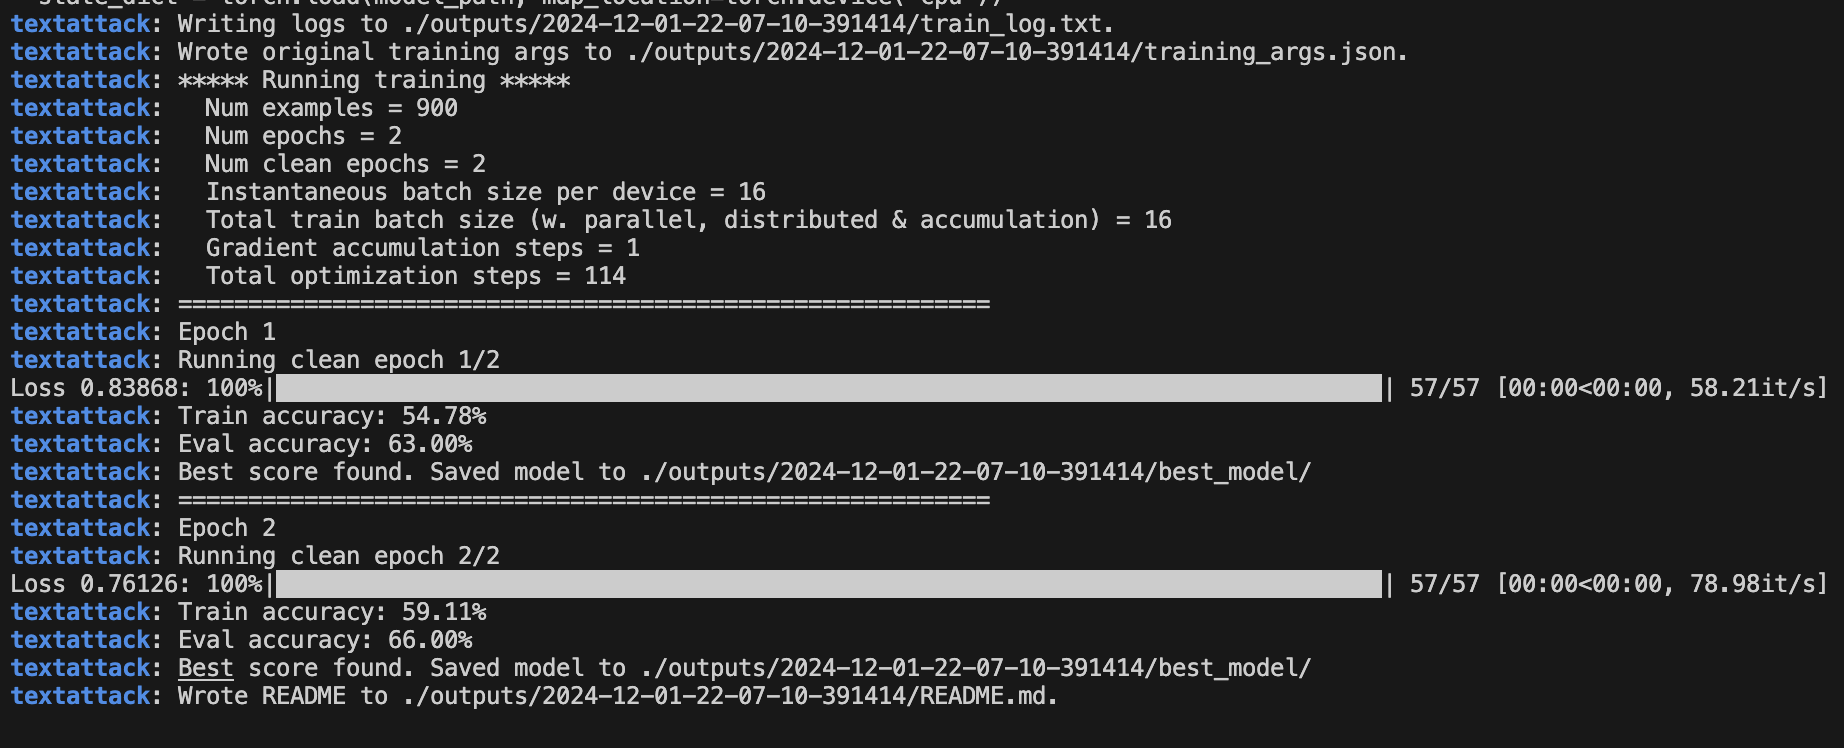 state_dict = torch.load(model_path, map_location=torch.device('cpu'))
textattack: Writing logs to ./outputs/2024-12-01-22-07-10-391414/train_log.txt.
textattack: Wrote original training args to ./outputs/2024-12-01-22-07-10-391414/training_args.json.
textattack: ***** Running training *****
textattack:   Num examples = 900
textattack:   Num epochs = 2
textattack:   Num clean epochs = 2
textattack:   Instantaneous batch size per device = 16
textattack:   Total train batch size (w. parallel, distributed & accumulation) = 16
textattack:   Gradient accumulation steps = 1
textattack:   Total optimization steps = 114
textattack: ==========================================================
textattack: Epoch 1
textattack: Running clean epoch 1/2
Loss 0.83868: 100%|██████████| 57/57 [00:00<00:00, 58.21it/s]
textattack: Train accuracy: 54.78%
textattack: Eval accuracy: 63.00%
textattack: Best score found. Saved model to ./outputs/2024-12-01-22-07-10-391414/best_model/
textattack: ==========================================================
textattack: Epoch 2
textattack: Running clean epoch 2/2
Loss 0.76126: 100%|██████████| 57/57 [00:00<00:00, 78.98it/s]
textattack: Train accuracy: 59.11%
textattack: Eval accuracy: 66.00%
textattack: Best score found. Saved model to ./outputs/2024-12-01-22-07-10-391414/best_model/
textattack: Wrote README to ./outputs/2024-12-01-22-07-10-391414/README.md.